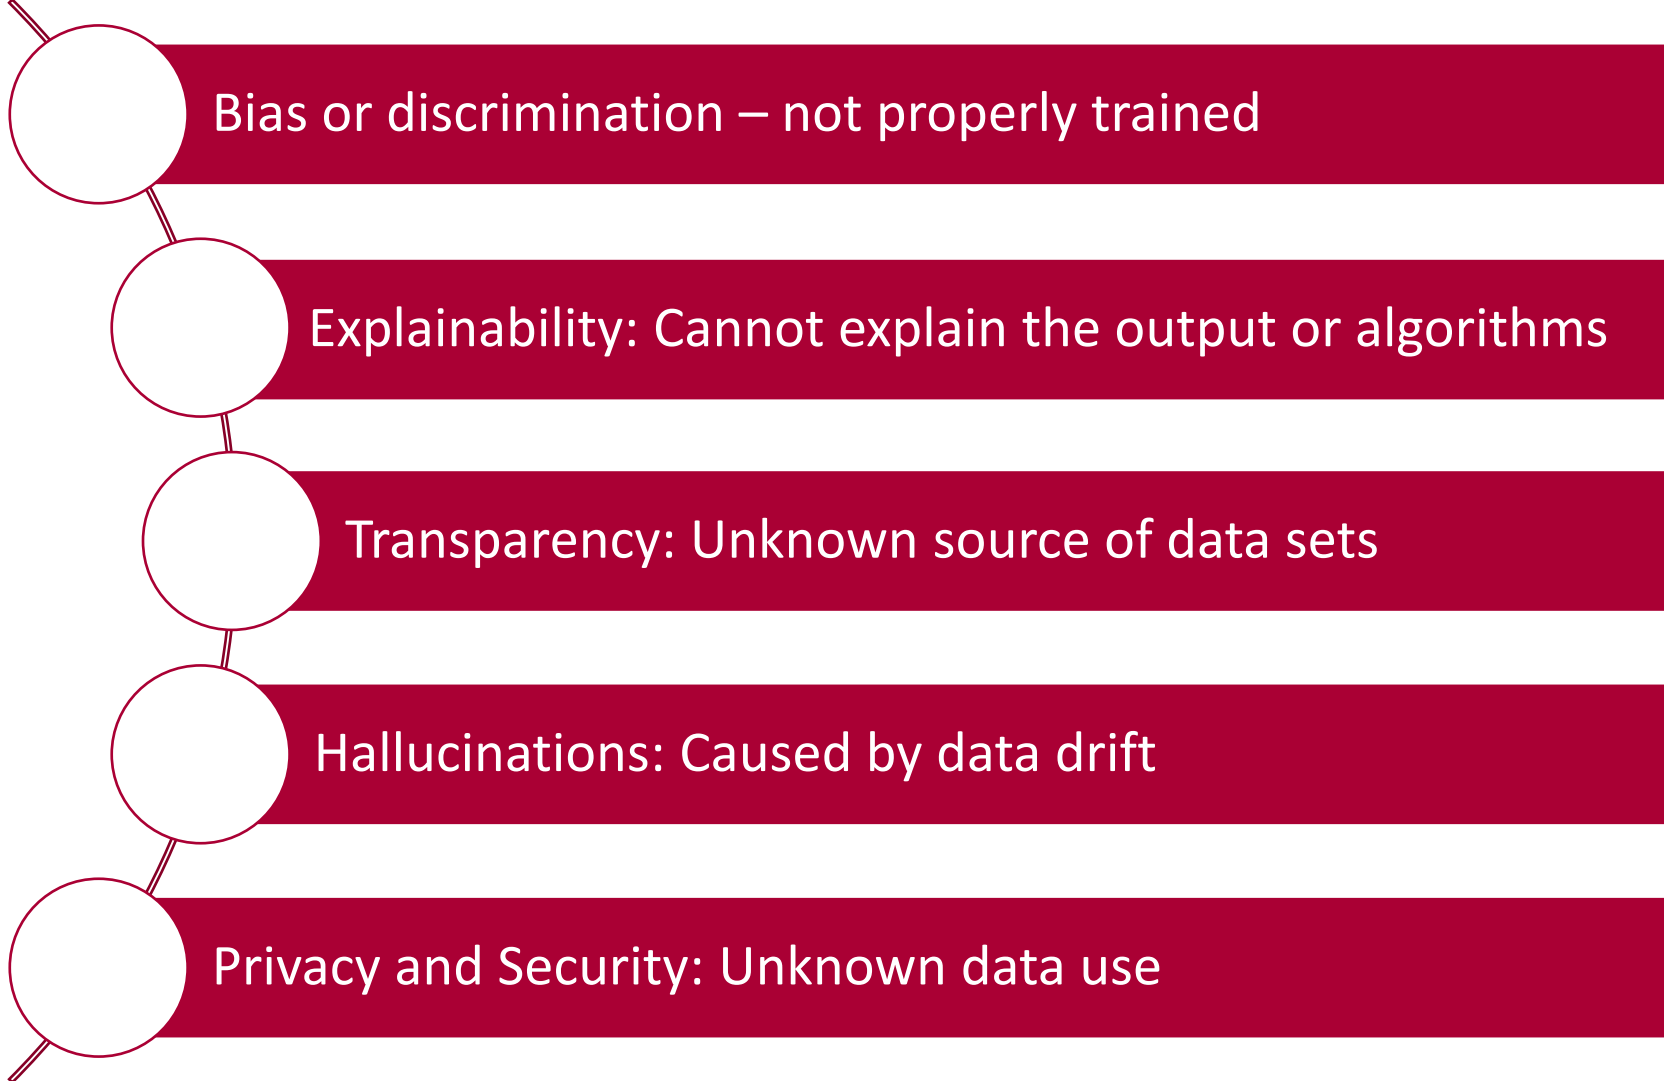 Bias or discrimination – not properly trained
Explainability: Cannot explain the output or algorithms
Transparency: Unknown source of data sets
Hallucinations: Caused by data drift
Privacy and Security: Unknown data use